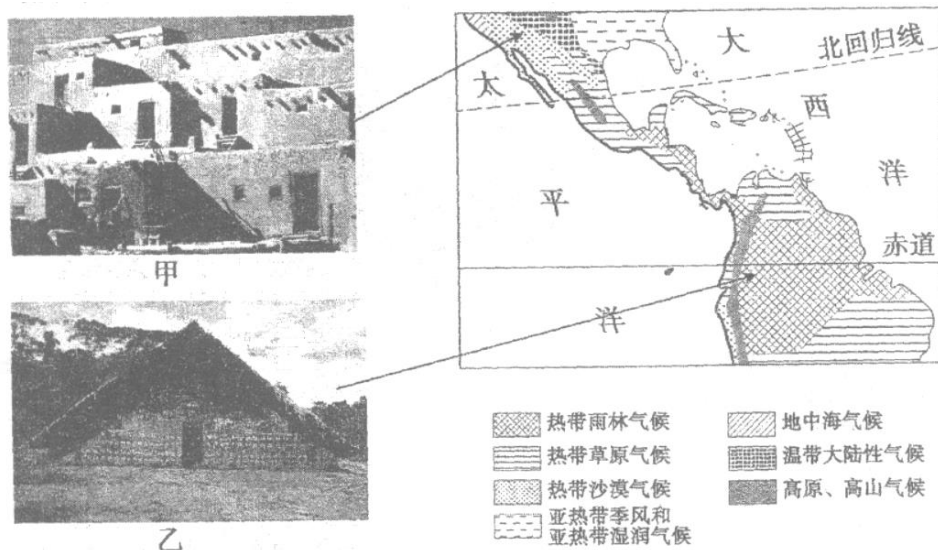 甲
乙
大
西
洋
太
平
洋
北回归线
赤道
热带雨林气候
热带草原气候
热带沙漠气候
亚热带季风和
亚热带湿润气候
地中海气候
温带大陆性气候
高原、高山气候